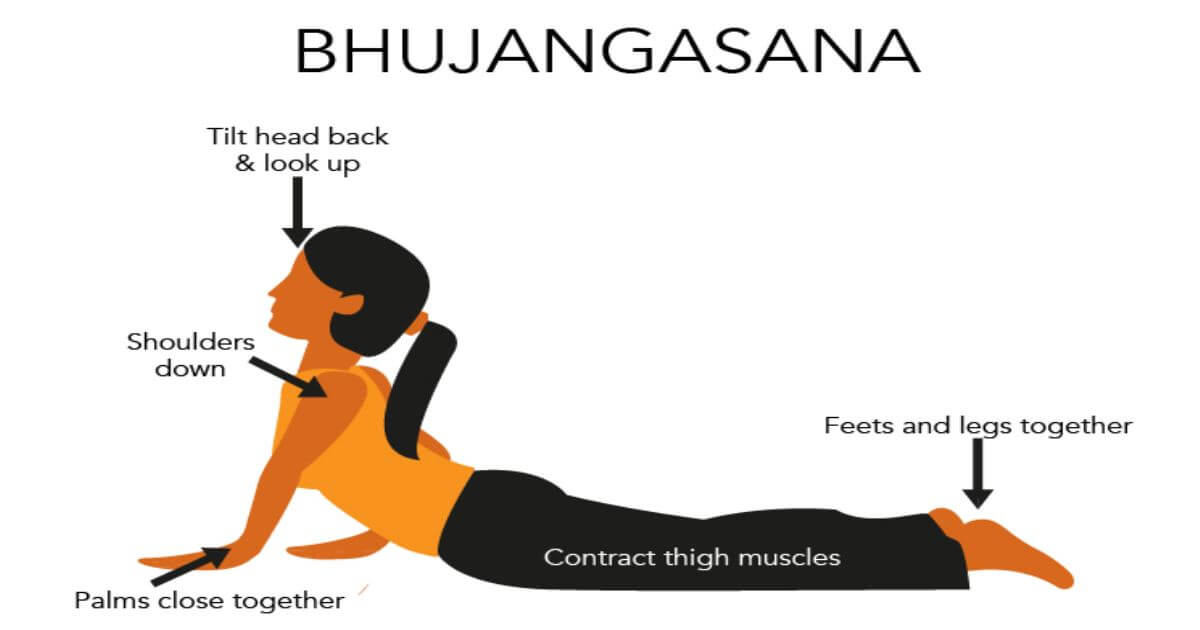 BHUJANGASANA
Tilt head back
& look up
Shoulders
down
Feets and legs together
Contract thigh muscles
Palms close together